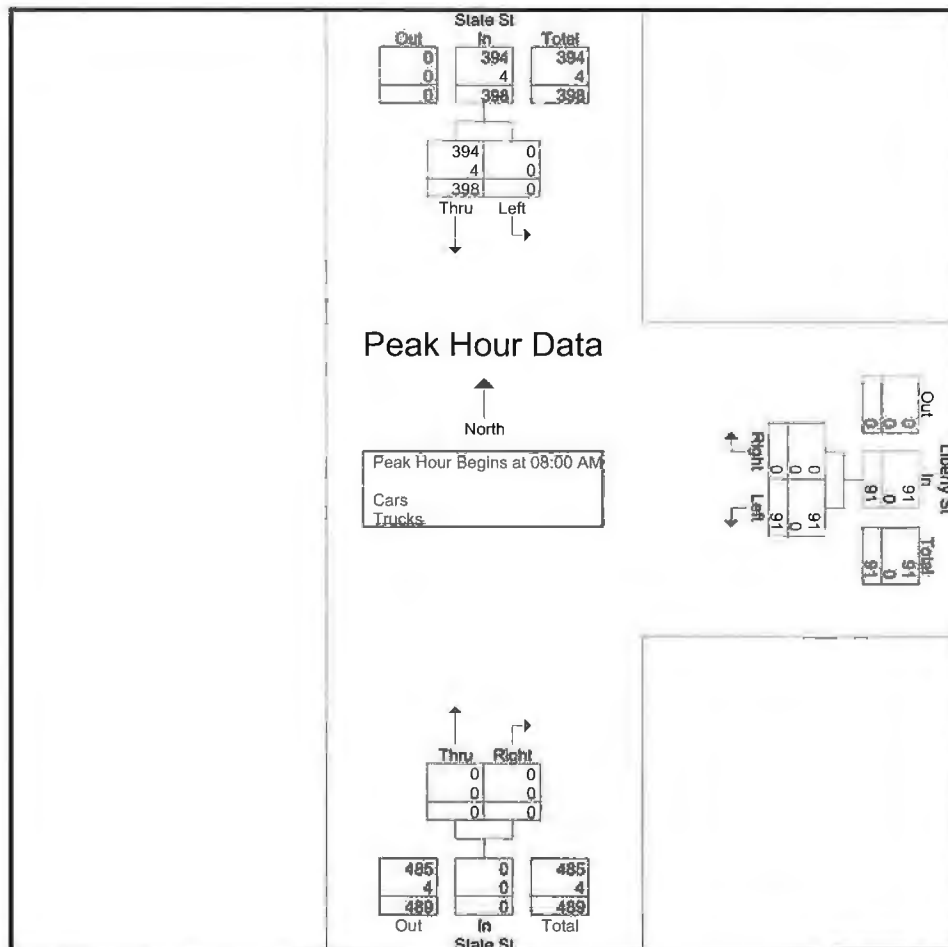 State St
Out In Total
0 394 394
0 4 4
0 398 398
394 0
4 0
398 0
Thru Left
Peak Hour Data
North
Peak Hour Begins at 08:00 AM
Cars
Trucks
Out
0 0 0
Right
0 0 0
Liberty St
In
91 0 91
Left
91 0 91
Total
91 0 91
Thru Right
0 0
0 0
0 0
485 0 485
4 0 4
489 0 489
Out In Total
State St